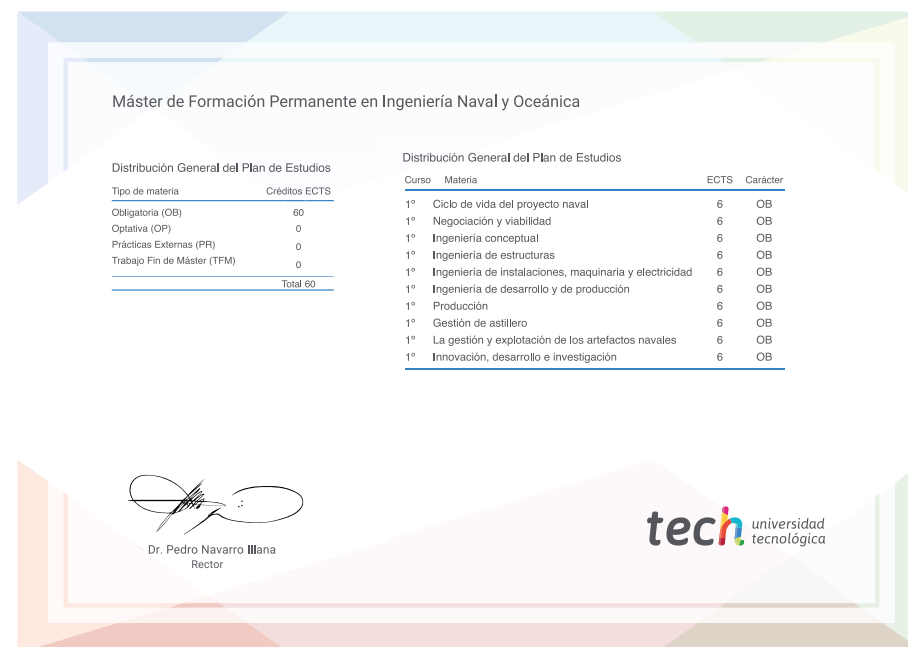 Máster de Formación Permanente en Ingeniería Naval y Oceánica
Distribución General del Plan de Estudios
Tipo de materia Créditos ECTS
Obligatoria (OB) 60
Optativa (OP) 0
Prácticas Externas (PR) 0
Trabajo Fin de Máster (TFM) 0
Total 60
Distribución General del Plan de Estudios
Curso Materia ECTS Carácter
1º Ciclo de vida del proyecto naval 6 OB
1º Negociación y viabilidad 6 OB
1º Ingeniería conceptual 6 OB
1º Ingeniería de estructuras 6 OB
1º Ingeniería de instalaciones, maquinaria y electricidad 6 OB
1º Ingeniería de desarrollo y de producción 6 OB
1º Producción 6 OB
1º Gestión de astillero 6 OB
1º La gestión y explotación de los artefactos navales 6 OB
1º Innovación, desarrollo e investigación 6 OB
Dr. Pedro Navarro Illana
Rector
tech universidad
tecnológica